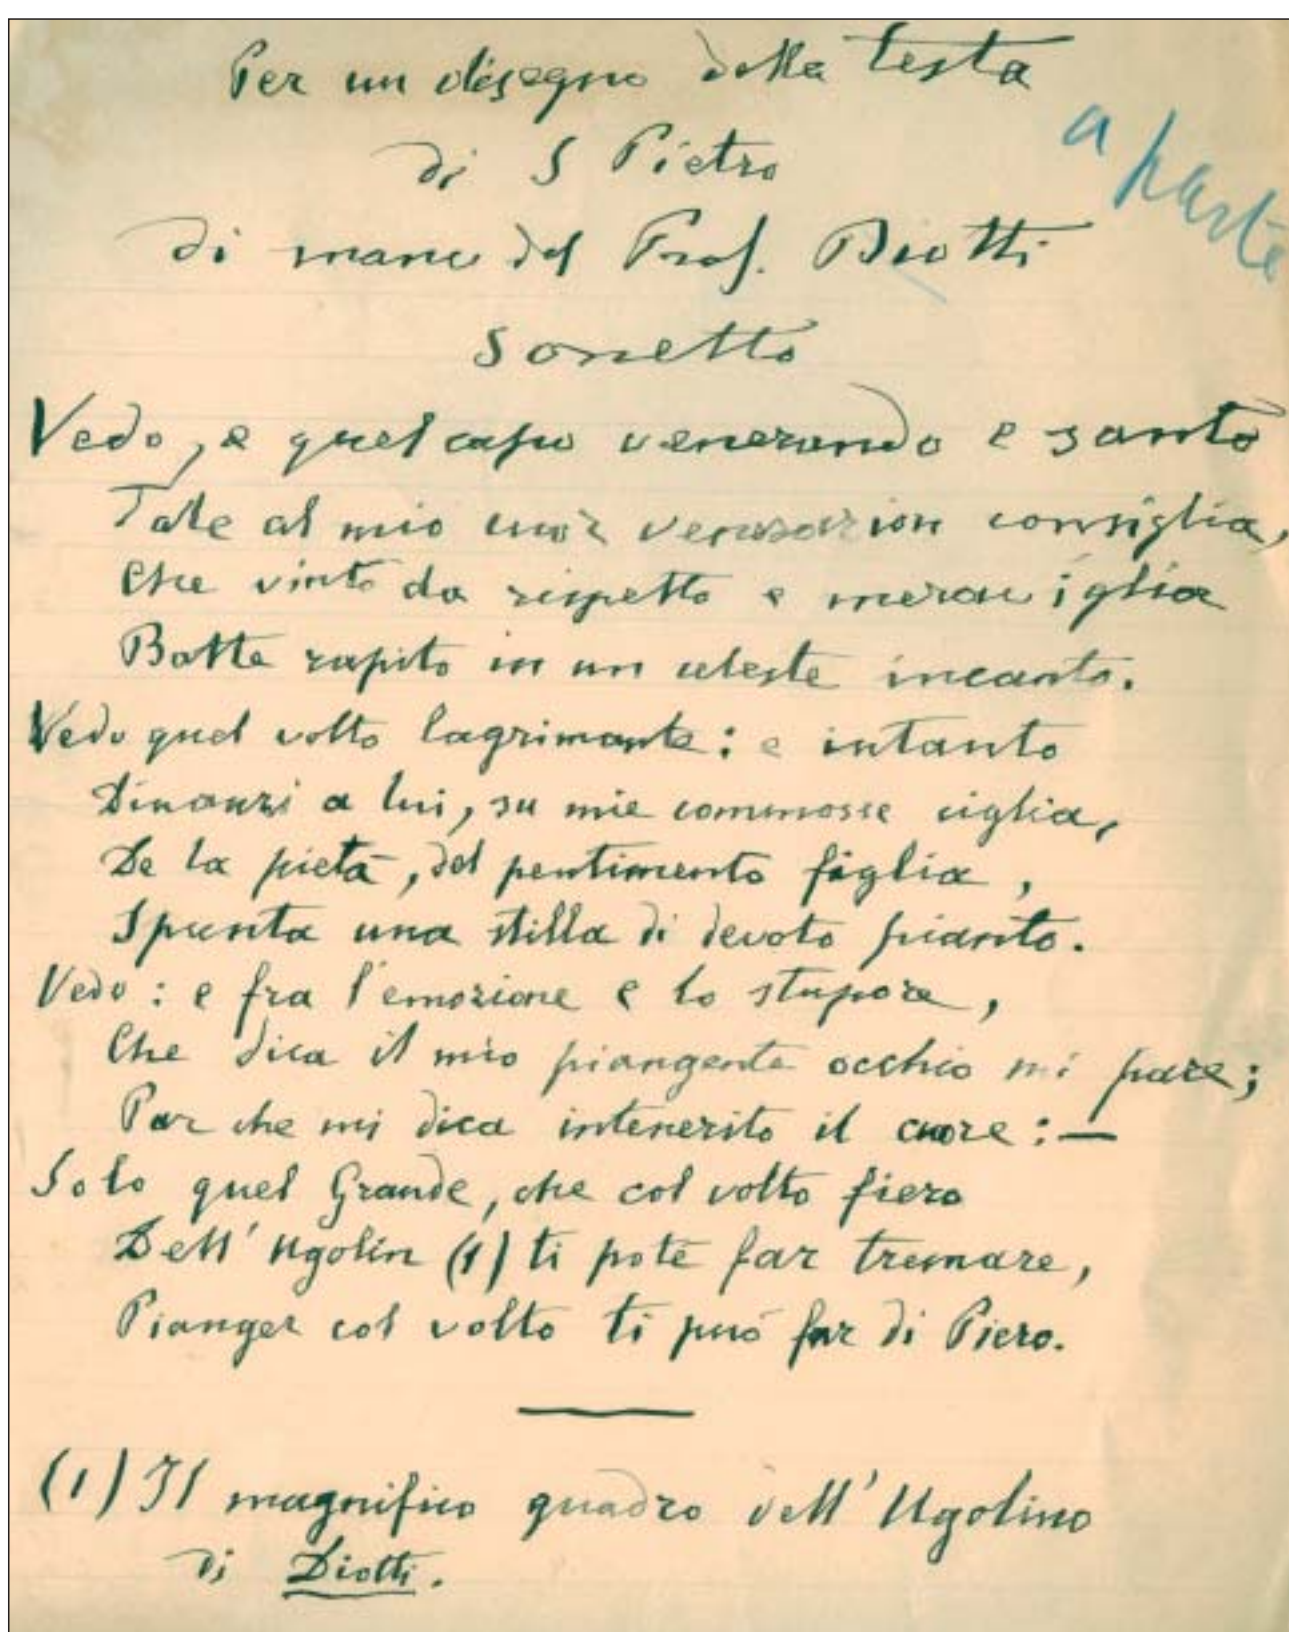 Per un disegno della testa
di S Pietro
a parte
di mano del Prof. Diotti
Sonetto
Vedo, e quel capo venerando e santo
Tale al mio cuor venerazion consiglia,
Che vinto da rispetto e meraviglia
Batte rapito in un celeste incanto.
Vedo quel volto lagrimante: e intanto
Dinanzi a lui, su mie commosse ciglia,
De la pietà, del pentimento figlia,
Spunta una stilla di devoto pianto.
Vedo: e fra l'emozione e lo stupore,
Che dica il mio piangente occhio mi pare;
Par che mi dica intenerito il cuore: —
Solo quel Grande, che col volto fiero
Dell'Ugolin (1) ti poté far tremare,
Pianger col volto ti può far di Piero.
(1) Il magnifico quadro dell'Ugolino
di Diotti.